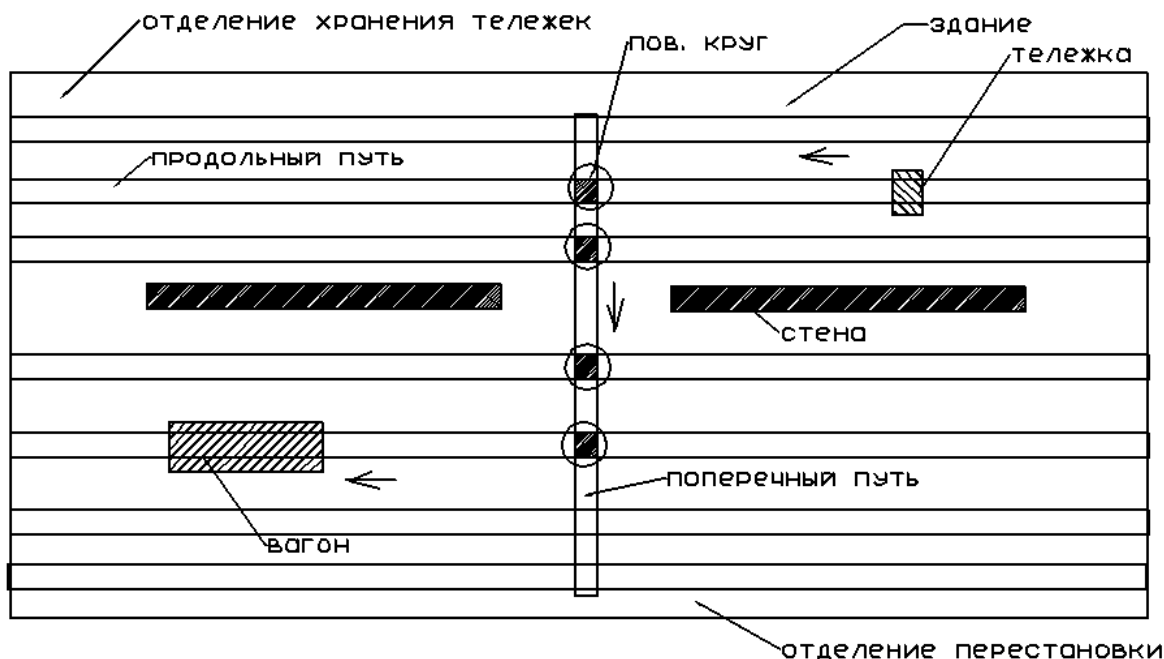 отделение хранения тележек
здание
пов. круг
тележка
продольный путь
стена
поперечный путь
вагон
отделение перестановки